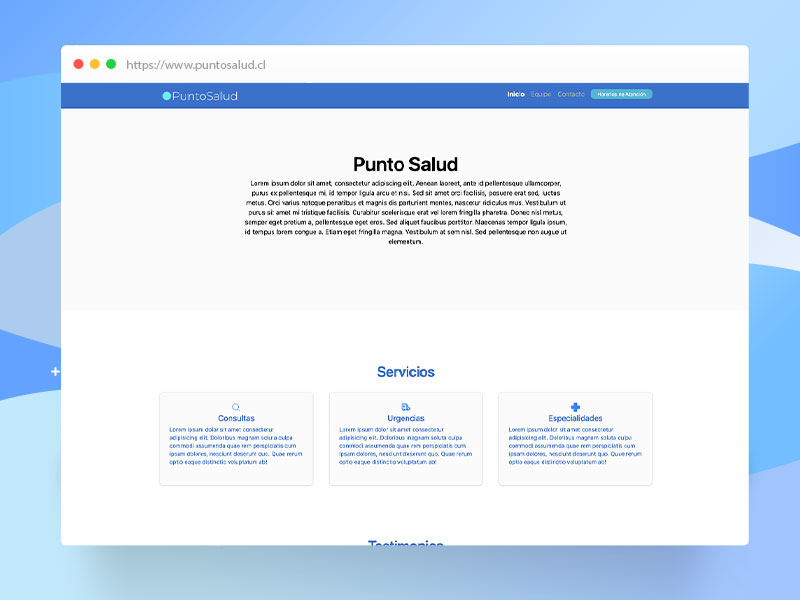 https://www.puntosalud.cl
PuntoSalud
Inicio Equipo Contacto Horarios de Atención
Punto Salud
Lorem ipsum dolor sit amet, consectetur adipiscing elit. Aenean laoreet, ante id pellentesque ullamcorper,
purus ex pellentesque mi, id tempor ligula arcu et nisi. Sed sit amet orci facilisis, posuere erat sed, luctus
metus. Orci varius natoque penatibus et magnis dis parturient montes, nascetur ridiculus mus. Vestibulum ut
purus sit amet mi tristique facilisis. Curabitur scelerisque erat vel lorem fringilla pharetra. Donec nisl metus,
semper eget pretium a, pellentesque eget eros. Sed aliquet faucibus porttitor. Maecenas tempor ligula ipsum,
id tempus lorem congue a. Etiam eget fringilla magna. Vestibulum at sem nisl. Sed pellentesque non augue ut
elementum.
Servicios
Consultas
Lorem ipsum dolor sit amet consectetur
adipisicing elit. Doloribus magnam soluta culpa
commodi assumenda quae rem perspiciatis cum
ipsam dolores, nesciunt deserunt quo. Quae rerum
optio eaque distinctio voluptatum ab!
Urgencias
Lorem ipsum dolor sit amet consectetur
adipisicing elit. Doloribus magnam soluta culpa
commodi assumenda quae rem perspiciatis cum
ipsam dolores, nesciunt deserunt quo. Quae rerum
optio eaque distinctio voluptatum ab!
Especialidades
Lorem ipsum dolor sit amet consectetur
adipisicing elit. Doloribus magnam soluta culpa
commodi assumenda quae rem perspiciatis cum
ipsam dolores, nesciunt deserunt quo. Quae rerum
optio eaque distinctio voluptatum ab!
Testimonios